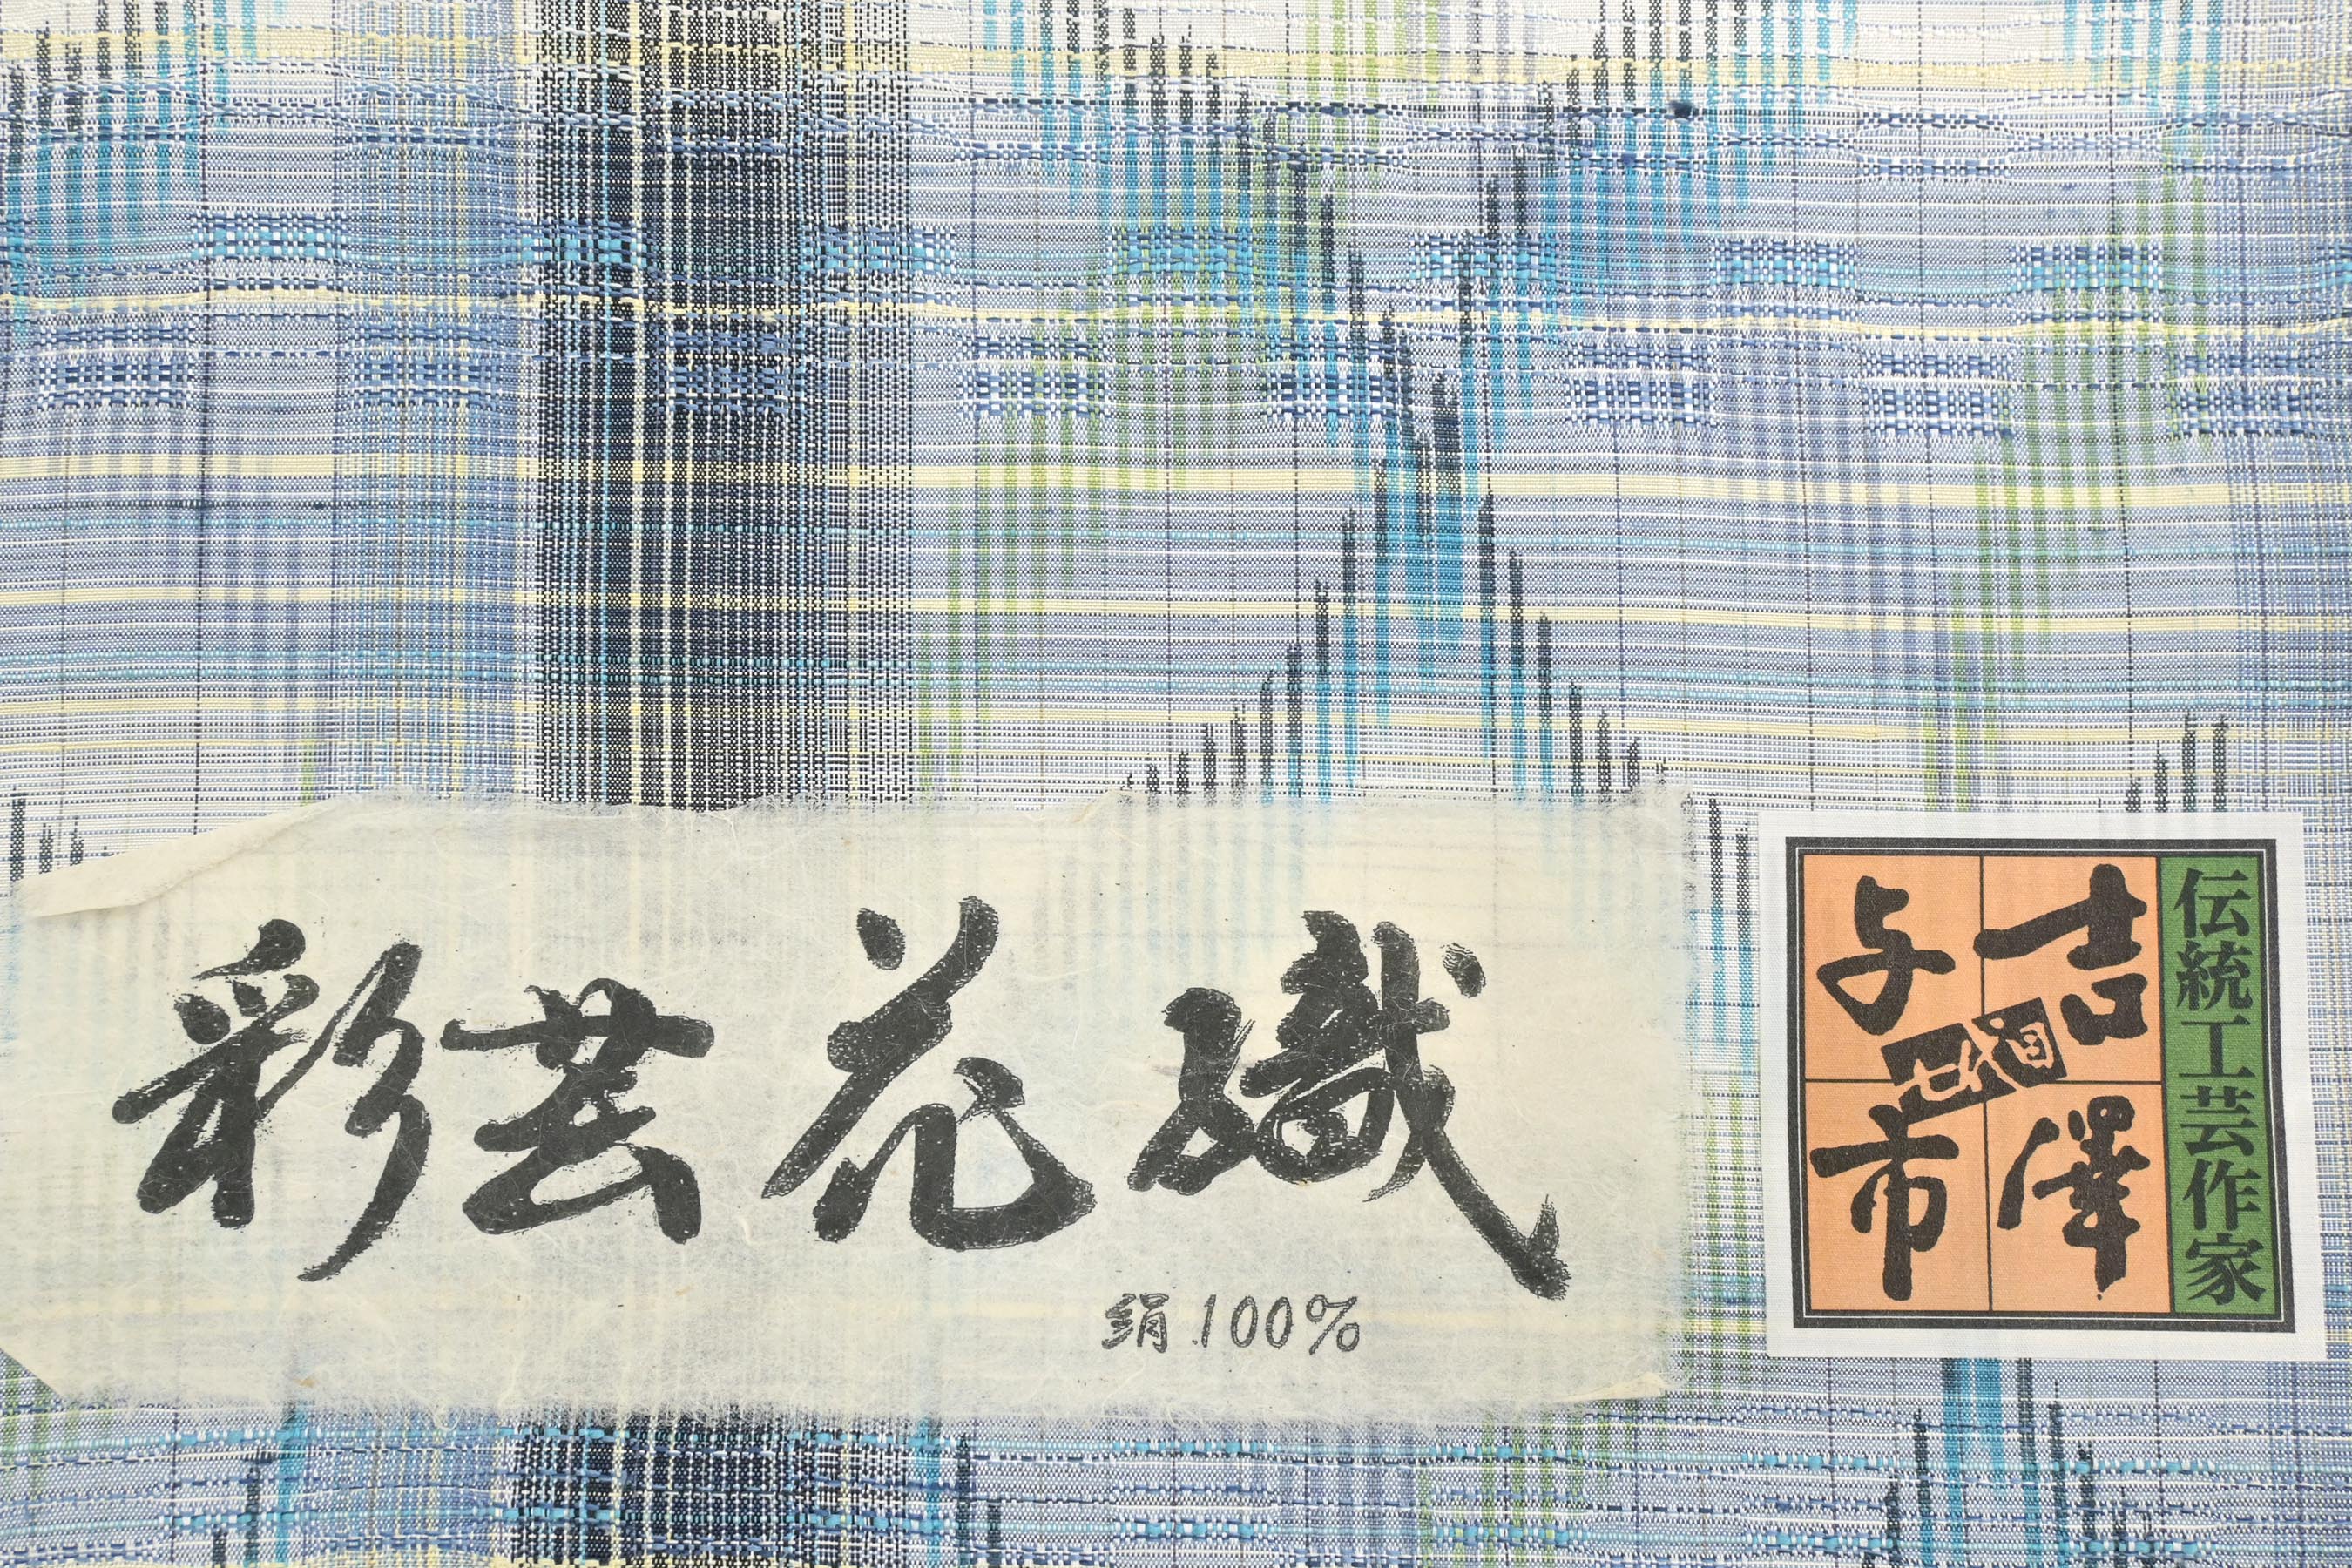 彩芸花織
絹100%
伝統工芸作家
吉澤
与市